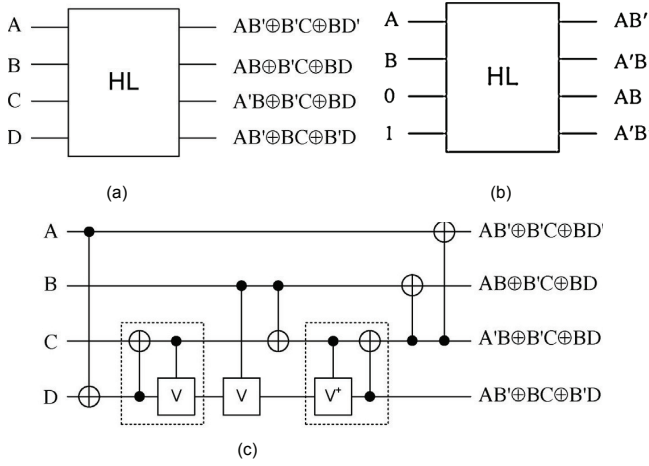 A AB'⊕B'C⊕BD'
B AB⊕B'C⊕BD
HL
C A'B⊕B'C⊕BD
D AB'⊕BC⊕B'D
(a)
A AB'
B A'B
HL
0 AB
1 A'B
(b)
A AB'⊕B'C⊕BD'
B AB⊕B'C⊕BD
C A'B⊕B'C⊕BD
D V V V⁺ AB'⊕BC⊕B'D
(c)